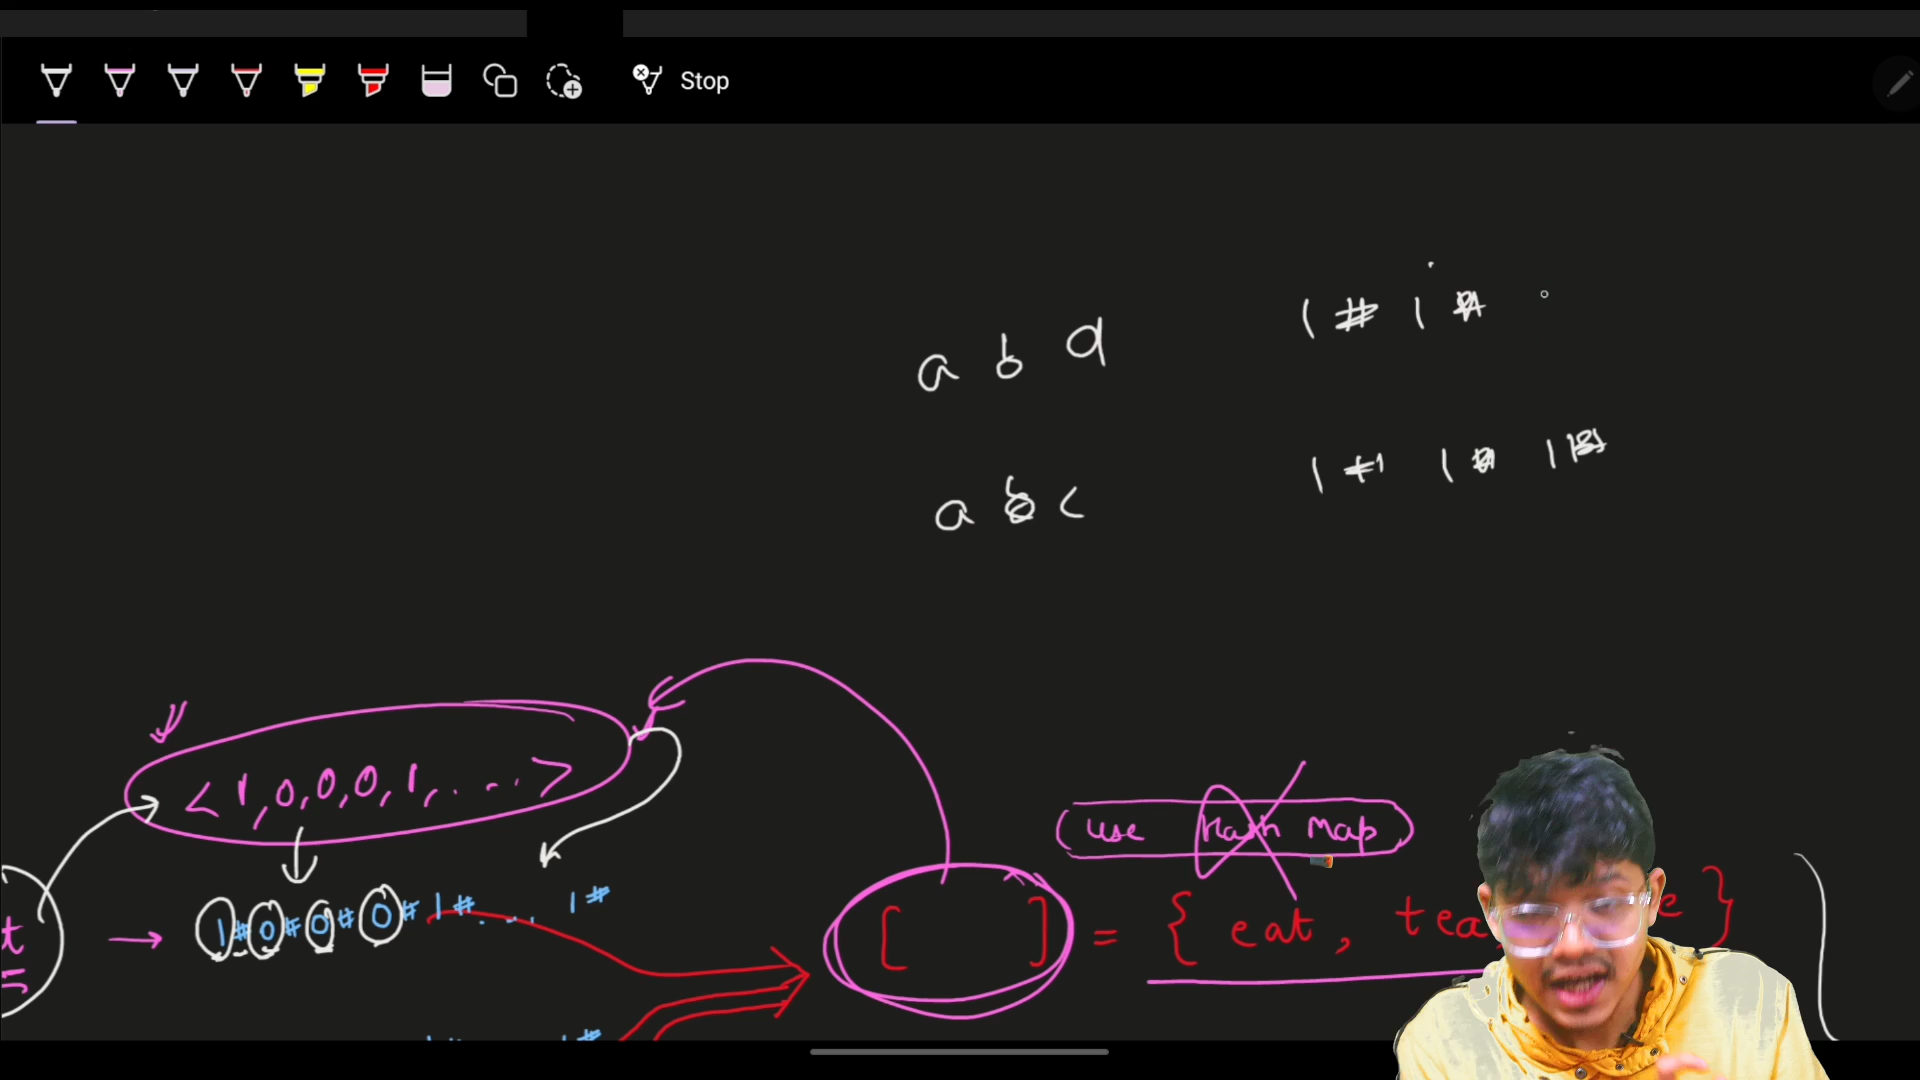 Stop
a b d 1 # 1 #
a b c 1 # 1 # 1 #
<1,0,0,0,1,....>
(use Hash Map)
t → 1#0#0#0#1#.... 1#
[ ] = { eat, tea, e }